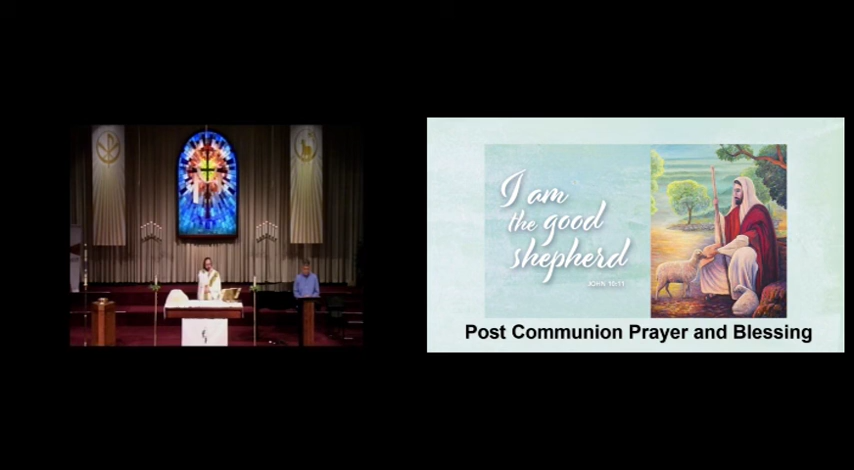 I am
the good
shepherd
JOHN 10:11
Post Communion Prayer and Blessing